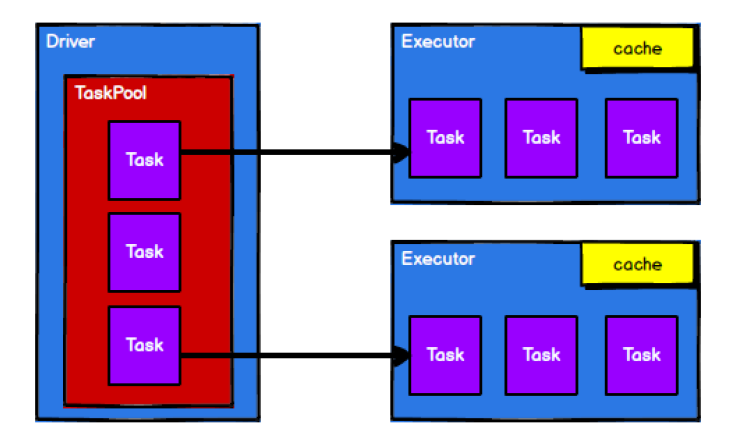 Driver
TaskPool
Task
Task
Task
Executor
cache
Task
Task
Task
Executor
cache
Task
Task
Task